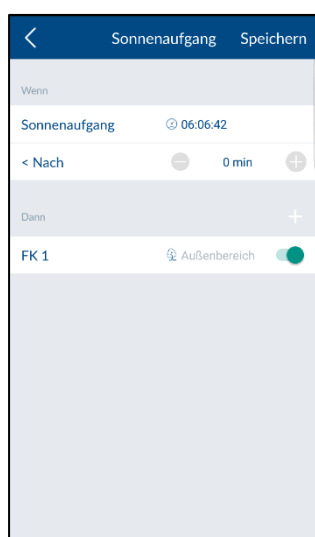 Sonnenaufgang Speichern
Wenn
Sonnenaufgang 06:06:42
< Nach 0 min
Dann
FK 1 Außenbereich